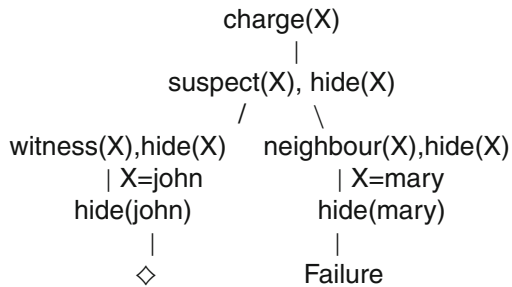 charge(X)
|
suspect(X), hide(X)
/ \
witness(X),hide(X) neighbour(X),hide(X)
| X=john | X=mary
hide(john) hide(mary)
| |
◇ Failure